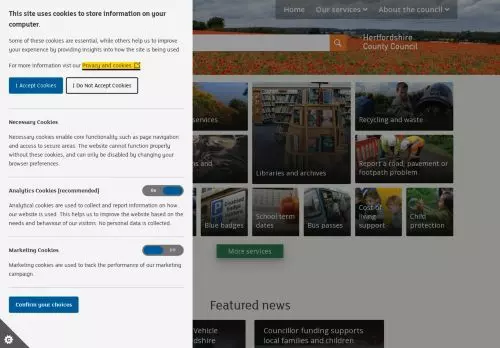 This site uses cookies to store information on your
computer.
Some of these cookies are essential, while others help us to
improve your experience by providing insights into how the site is being used
For more information visit our Privacy and cookies
I Accept Cookies
I Do Not Accept Cookies
Necessary Cookies
Necessary cookies enable core functionality such as page navigation
and access to secure areas. The website cannot function properly
without these cookies, and can only be disabled by changing your
browser preferences.
Analytics Cookies (recommended)
On
Analytical cookies are used to collect and report information on how
our website is used. This helps us to improve the website based on the
needs and behaviour of our visitors. No personal data is collected.
Marketing Cookies
Off
Marketing cookies are used to track the performance of our marketing
campaign.
Confirm your choices
Home
Our services
About the council
Hertfordshire
County Council
services
Libraries and archives
Recycling and waste
ns and
Report a road, pavement or
footpath problem
Blue badges
School term
dates
Bus passes
Cost of
living
support
Child
protection
More services
Featured news
Vehicle
rdshire
Councillor funding supports
local families and children